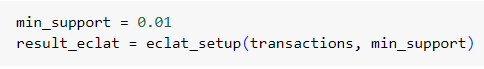 min_support = 0.01
result_eclat = eclat_setup(transactions, min_support)